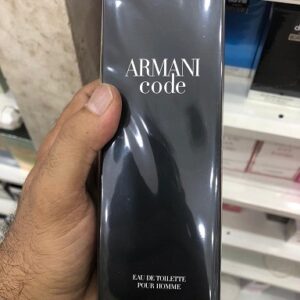 ARMANI
code
EAU DE TOILETTE
POUR HOMME